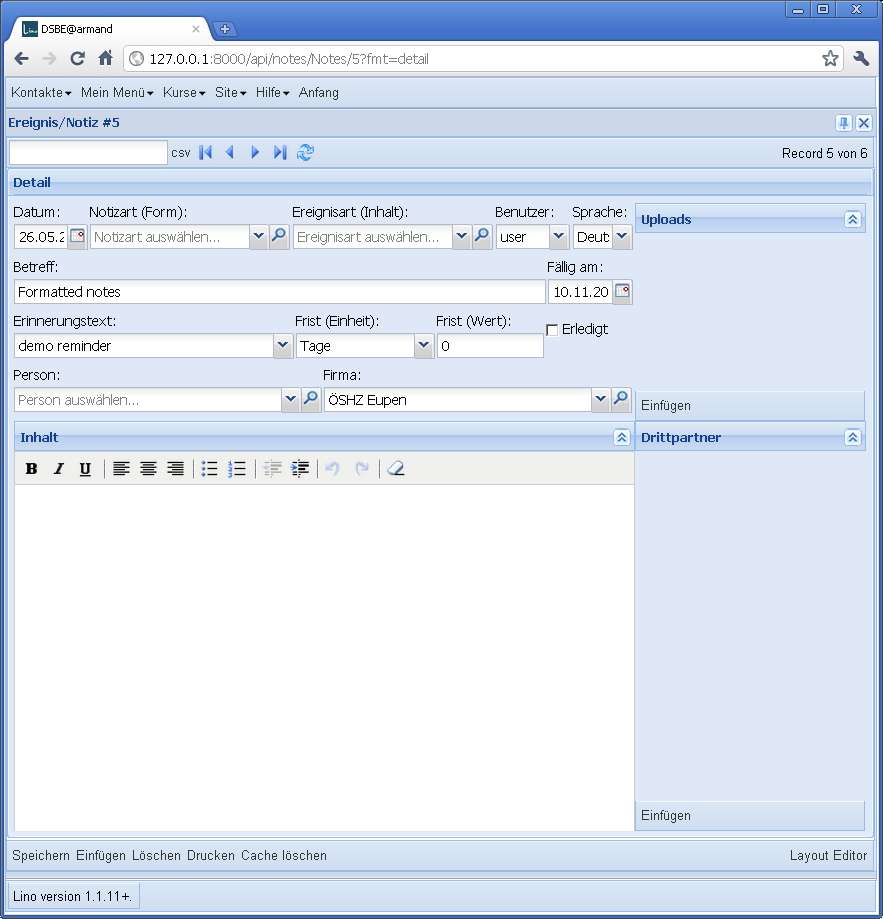 Lino DSBE@armand
127.0.0.1:8000/api/notes/Notes/5?fmt=detail
Kontakte Mein Menü Kurse Site Hilfe Anfang
Ereignis/Notiz #5
csv Record 5 von 6
Detail
Datum: Notizart (Form): Ereignisart (Inhalt): Benutzer: Sprache: Uploads
26.05.2 Notizart auswählen... Ereignisart auswählen... user Deut
Betreff: Fällig am:
Formatted notes 10.11.20
Erinnerungstext: Frist (Einheit): Frist (Wert): Erledigt
demo reminder Tage 0
Person: Firma:
Person auswählen... ÖSHZ Eupen Einfügen
Inhalt Drittpartner
B I U
Einfügen
Speichern Einfügen Löschen Drucken Cache löschen Layout Editor
Lino version 1.1.11+.